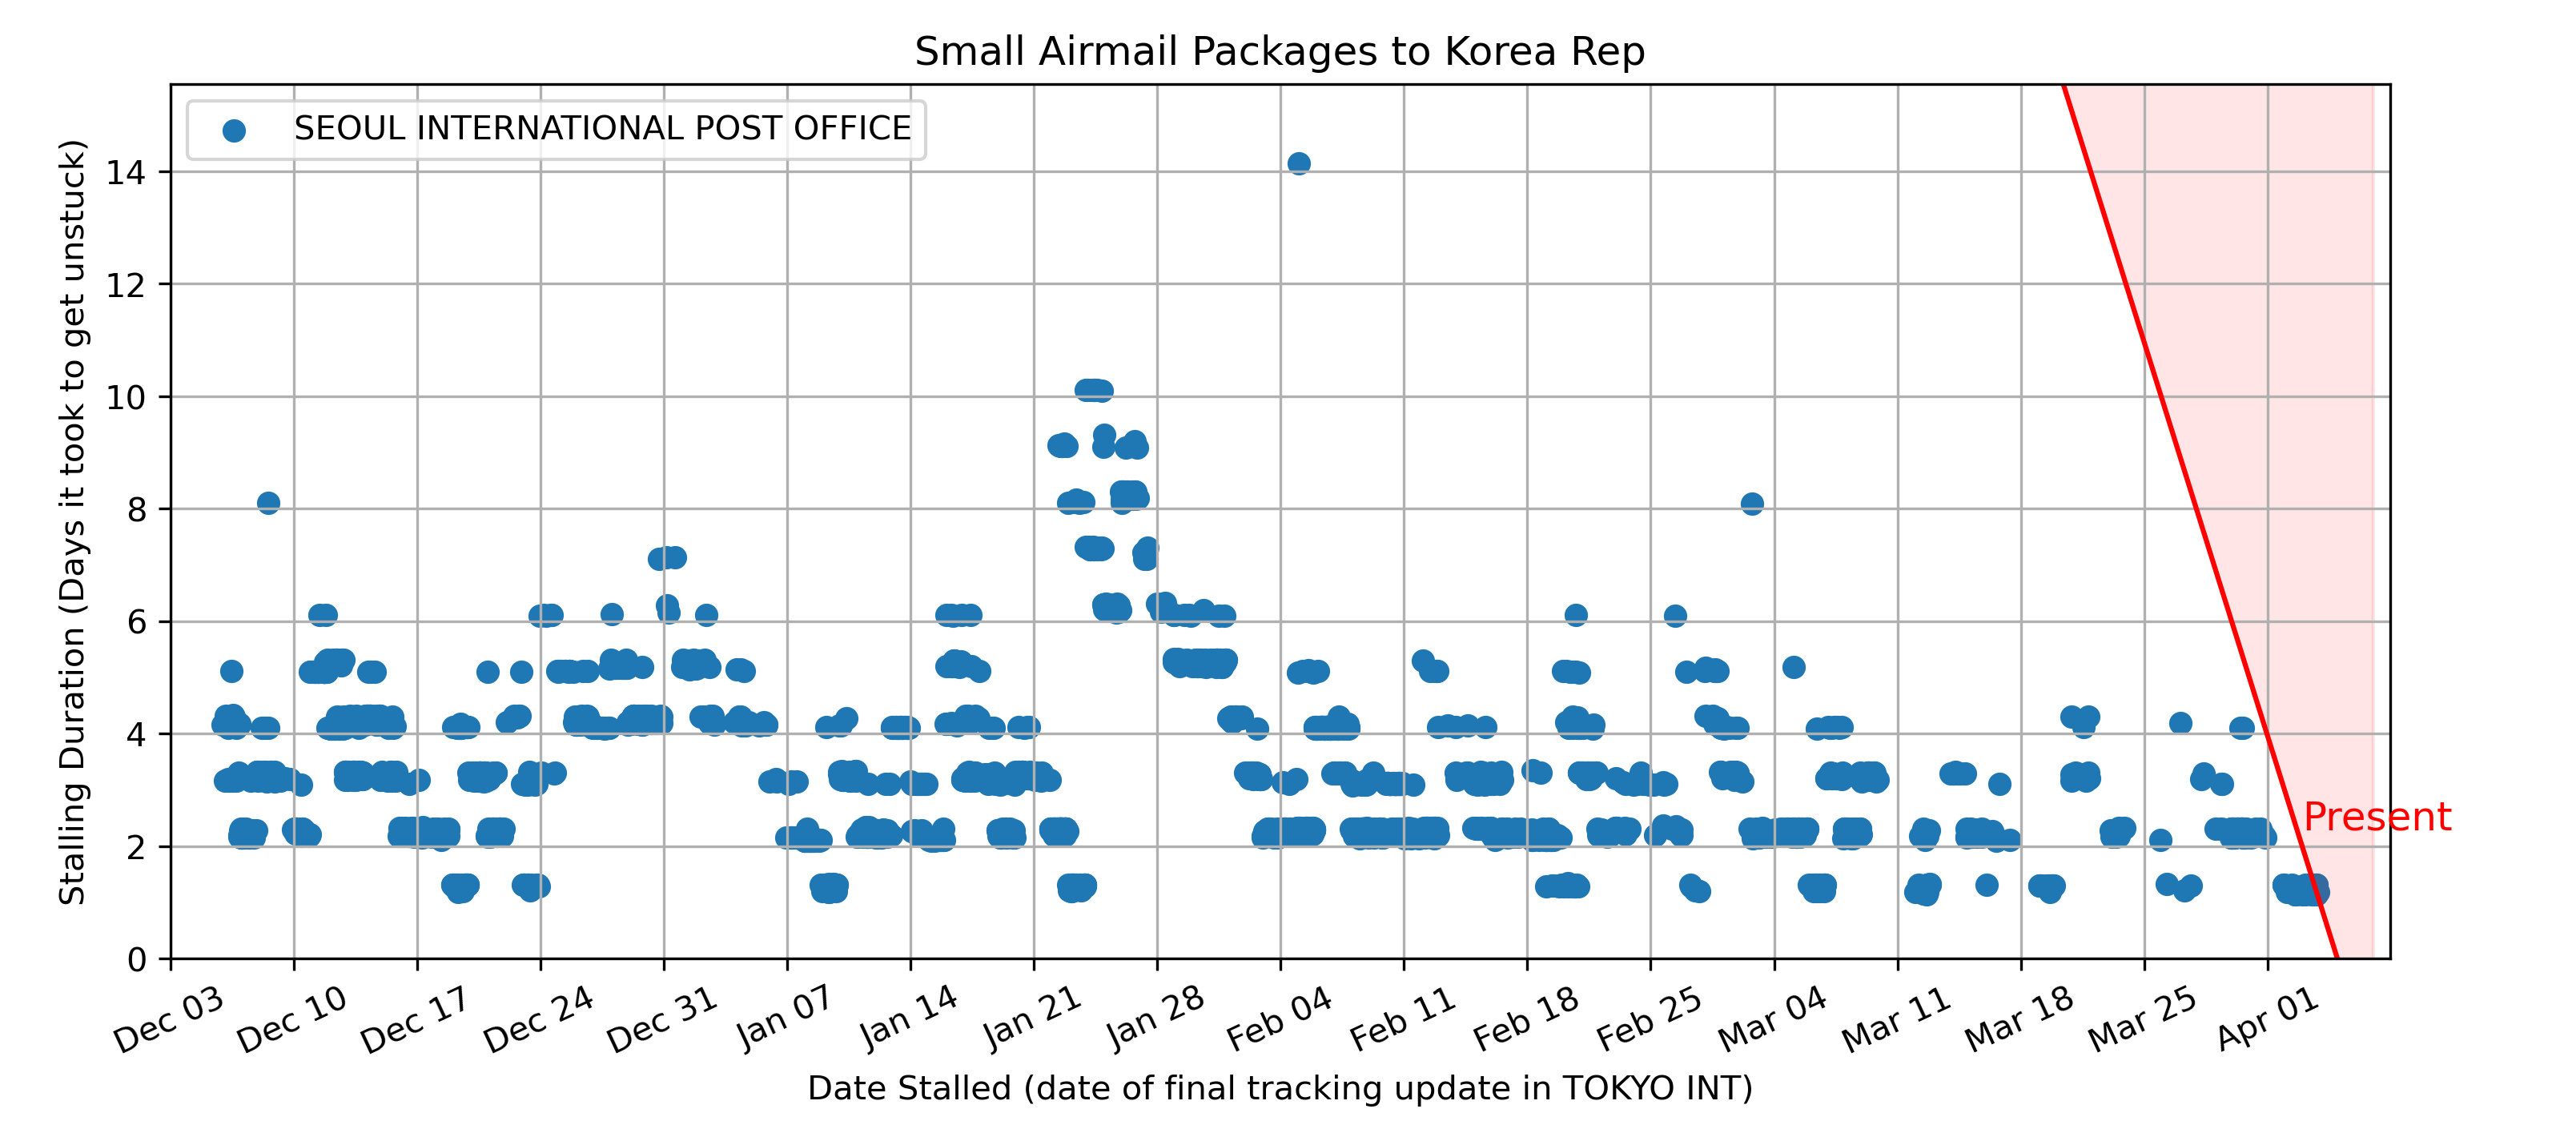 Small Airmail Packages to Korea Rep
SEOUL INTERNATIONAL POST OFFICE
Stalling Duration (Days it took to get unstuck)
14
12
10
8
6
4
2
0
Present
Dec 03
Dec 10
Dec 17
Dec 24
Dec 31
Jan 07
Jan 14
Jan 21
Jan 28
Feb 04
Feb 11
Feb 18
Feb 25
Mar 04
Mar 11
Mar 18
Mar 25
Apr 01
Date Stalled (date of final tracking update in TOKYO INT)